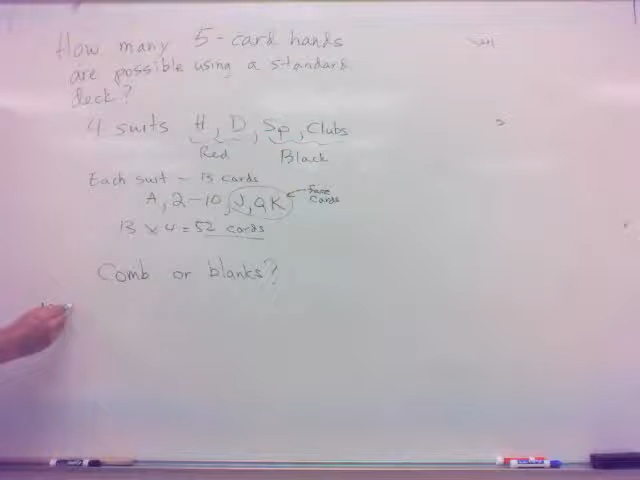 How many 5-card hands
are possible using a standard
deck?
4 suits H, D, Sp, Clubs
Red Black
Each suit - 13 cards
A, 2-10, J, Q K ← Face
Cards
13 x 4 = 52 cards
Comb or blanks?